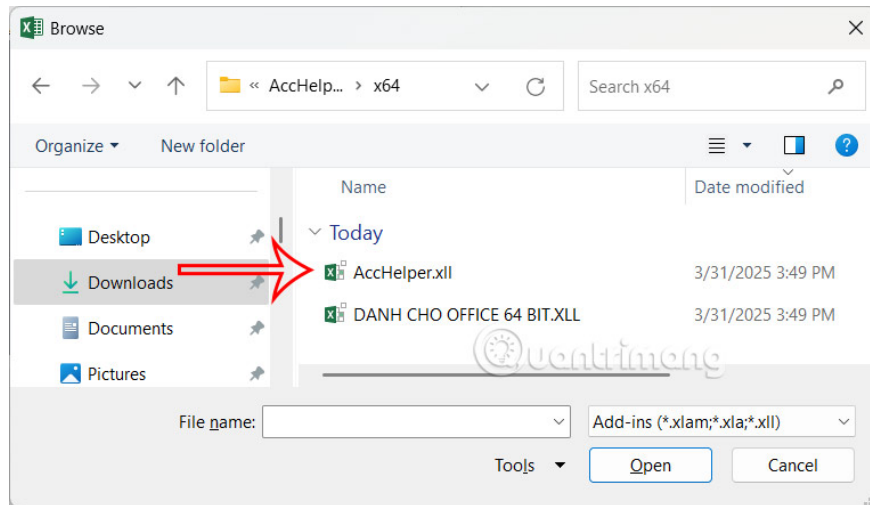 Browse
« AccHelp... > x64
Search x64
Organize
New folder
Name
Date modified
Today
Desktop
AccHelper.xll
3/31/2025 3:49 PM
Downloads
DANH CHO OFFICE 64 BIT.XLL
3/31/2025 3:49 PM
Documents
Quantrimang
Pictures
File name:
Add-ins (*.xlam;*.xla;*.xll)
Tools
Open
Cancel